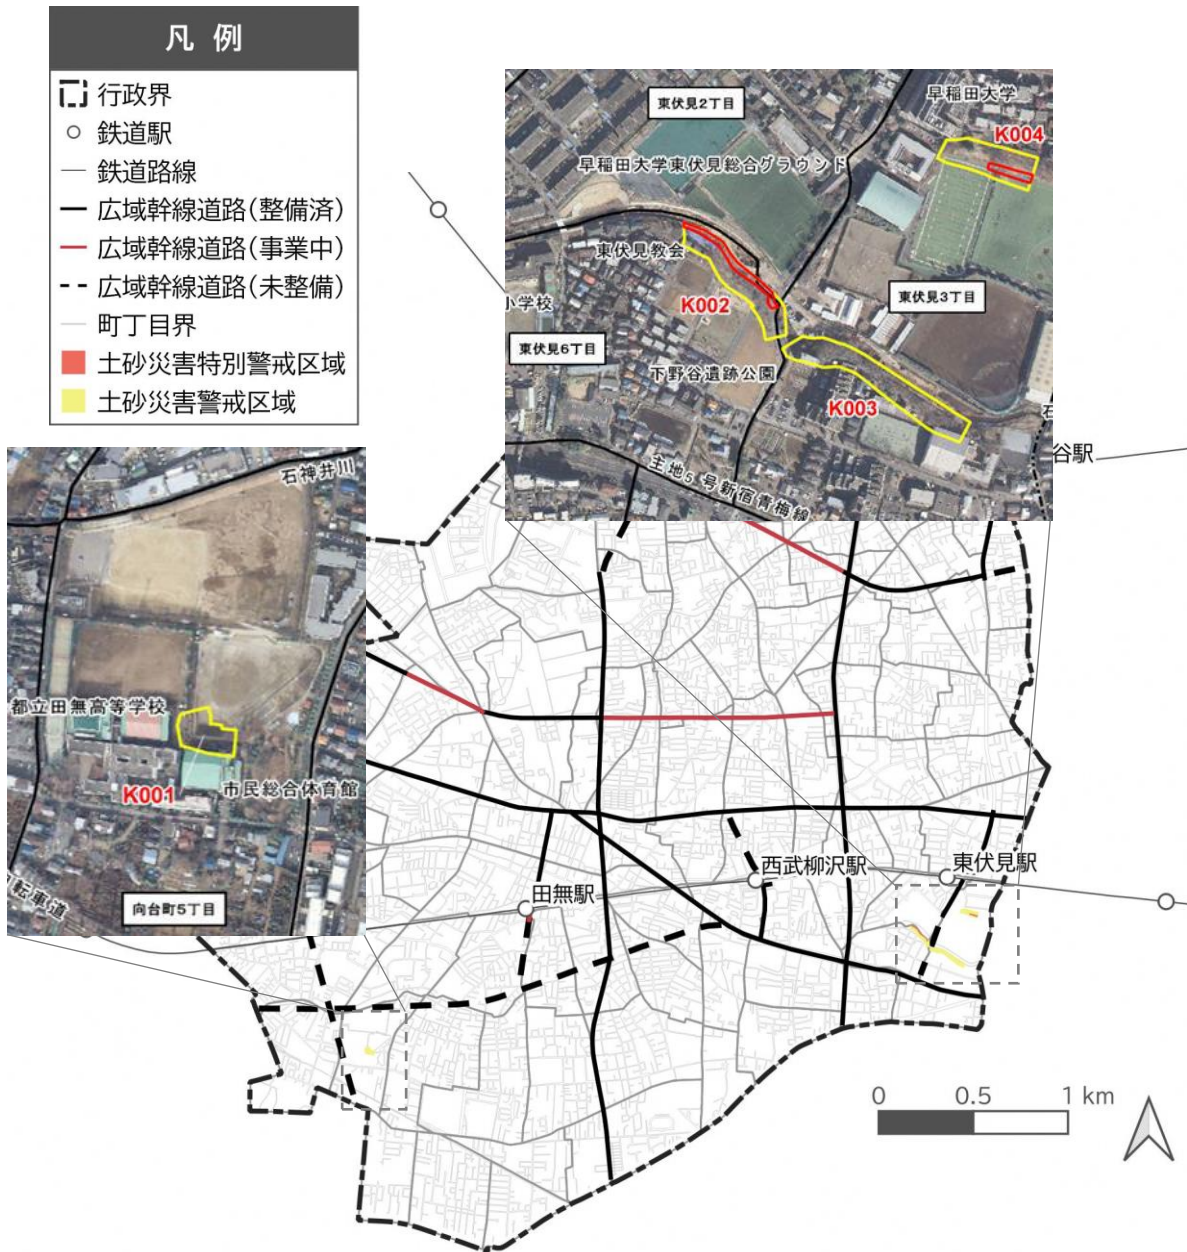 凡 例
行政界
鉄道駅
鉄道路線
広域幹線道路(整備済)
広域幹線道路(事業中)
広域幹線道路(未整備)
町丁目界
土砂災害特別警戒区域
土砂災害警戒区域
東伏見2丁目
早稲田大学
K004
早稲田大学東伏見総合グラウンド
東伏見教会
K002
東伏見3丁目
小学校
東伏見6丁目
下野谷遺跡公園
K003
石
谷駅
主地5 号新宿青梅線
石神井川
都立田無高等学校
K001
市民総合体育館
転車道
向台町5丁目
西武柳沢駅
東伏見駅
田無駅
0 0.5 1 km